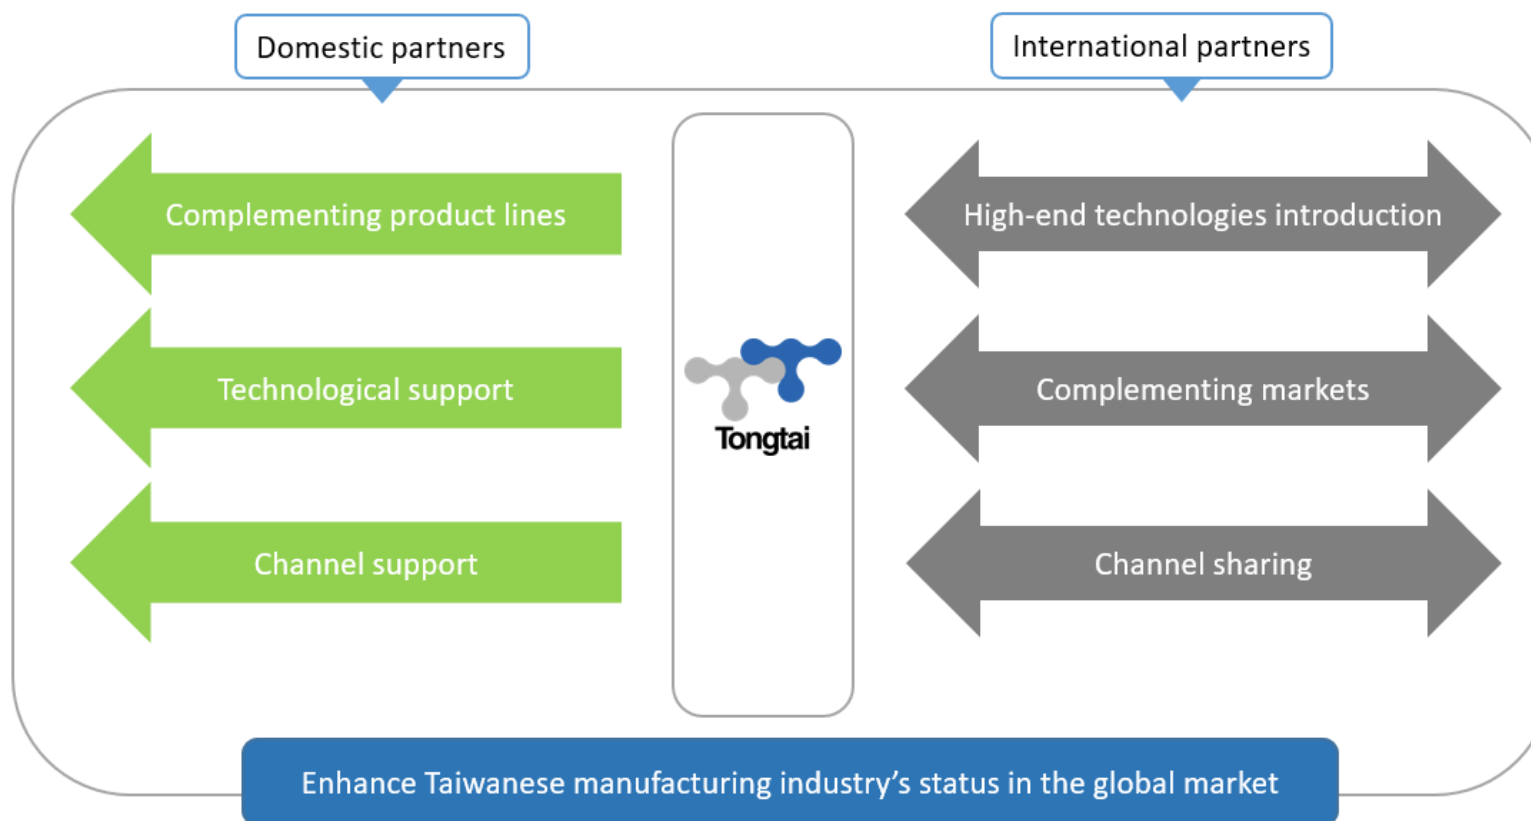 Domestic partners
International partners
Complementing product lines
High-end technologies introduction
Technological support
Complementing markets
Tongtai
Channel support
Channel sharing
Enhance Taiwanese manufacturing industry’s status in the global market